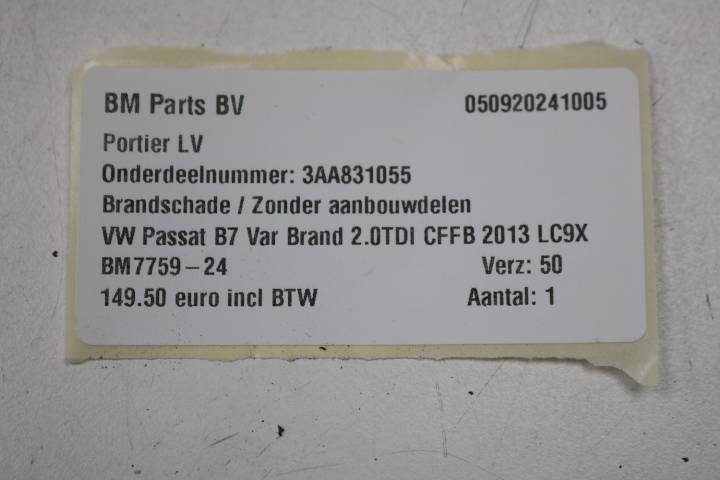 BM Parts BV 050920241005
Portier LV
Onderdeelnummer: 3AA831055
Brandschade / Zonder aanbouwdelen
VW Passat B7 Var Brand 2.0TDI CFFB 2013 LC9X
BM7759-24 Verz: 50
149.50 euro incl BTW Aantal: 1